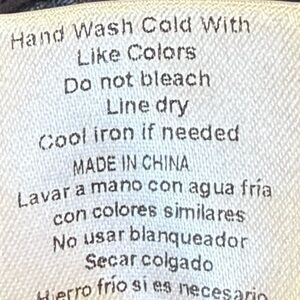 Hand Wash Cold With
Like Colors
Do not bleach
Line dry
Cool iron if needed
MADE IN CHINA
Lavar a mano con agua fría
con colores similares
No usar blanqueador
Secar colgado
Hierro frío si es necesario